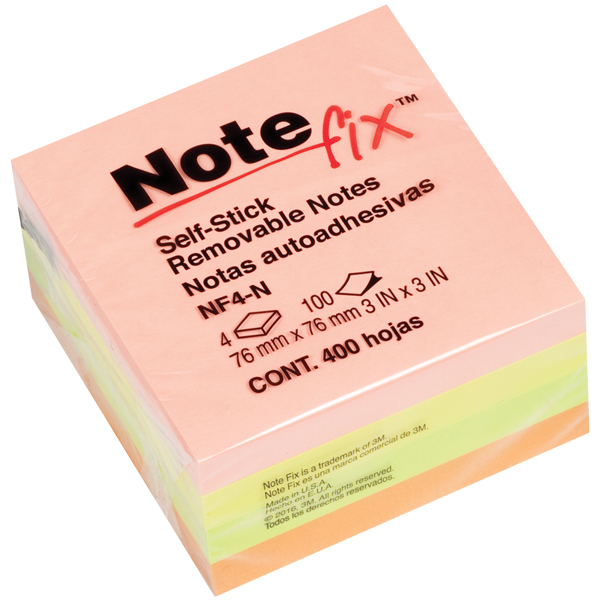 Notefix™
Self-Stick
Removable Notes
Notas autoadhesivas
NF4-N
4 100
76 mm x 76 mm 3 IN x 3 IN
CONT. 400 hojas
Note Fix is a trademark of 3M.
Note Fix es una marca comercial de 3M.
Made in U.S.A.
Hecho en E.U.A.
© 2016, 3M. All rights reserved.
Todos los derechos reservados.